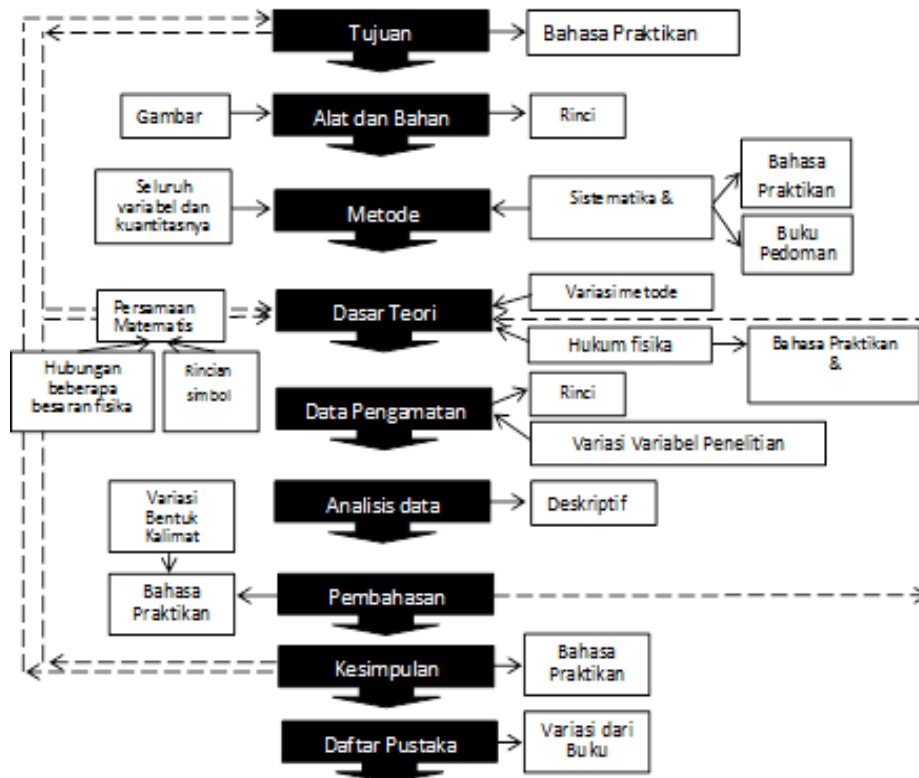 Tujuan
Bahasa Praktikan
Gambar
Alat dan Bahan
Rinci
Seluruh
variabel dan
kuantitasnya
Metode
Sistematika &
Bahasa
Praktikan
Buku
Pedoman
Persamaan
Matematis
Dasar Teori
Variasi metode
Hukum fisika
Bahasa Praktikan
&
Hubungan
beberapa
besaran fisika
Rincian
simbol
Data Pengamatan
Rinci
Variasi Variabel Penelitian
Variasi
Bentuk
Kalimat
Analisis data
Deskriptif
Bahasa
Praktikan
Pembahasan
Kesimpulan
Bahasa
Praktikan
Daftar Pustaka
Variasi dari
Buku